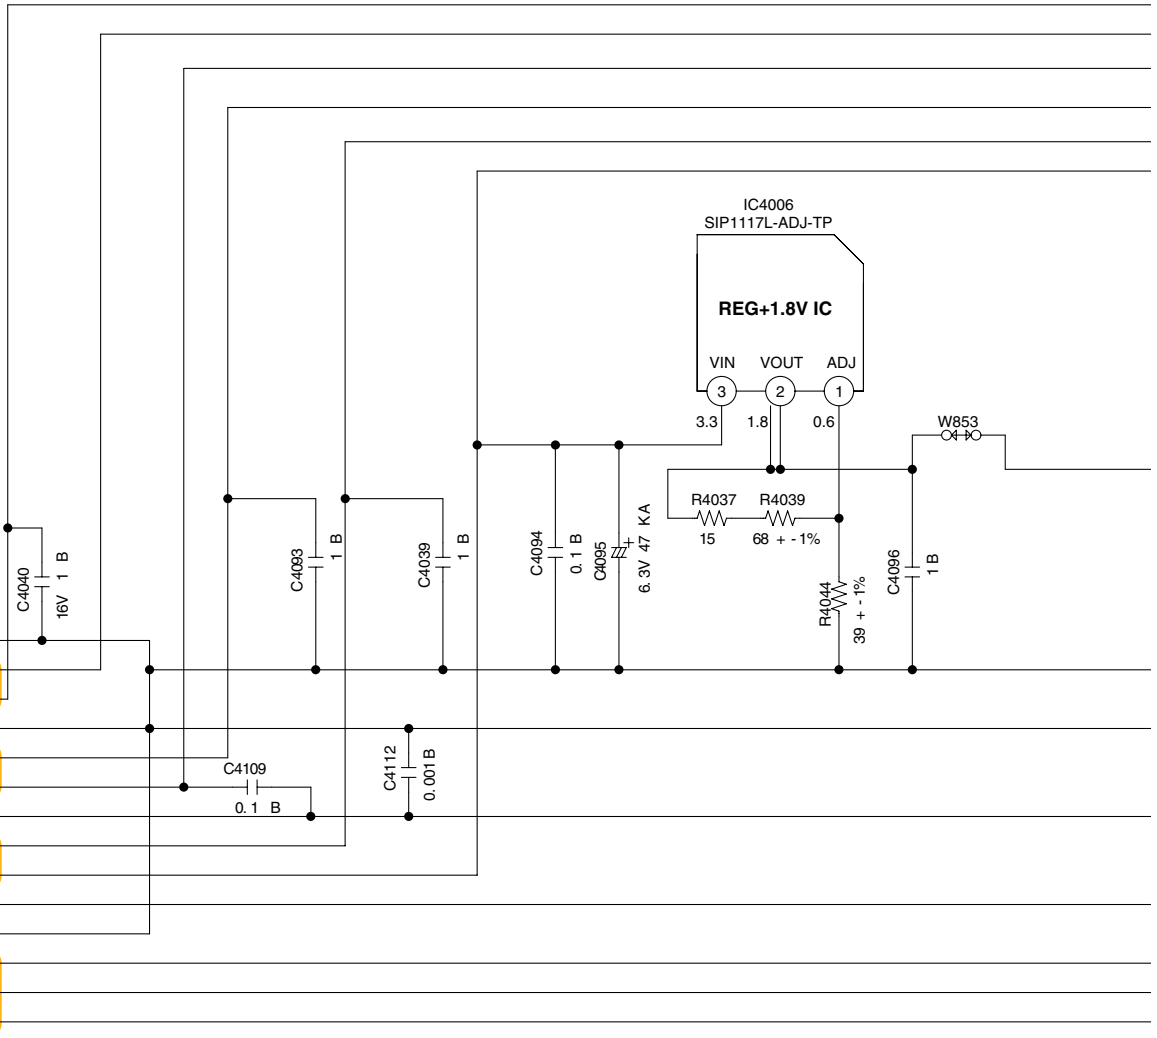 IC4006
SIP1117L-ADJ-TP
REG+1.8V IC
VIN VOUT ADJ
3 2 1
3.3 1.8 0.6
W853
R4037 R4039
15 68 + - 1%
C4040
16V 1 B
C4093
1 B
C4039
1 B
C4094
0. 1 B
C4095
6. 3V 47 KA
R4044
39 + - 1%
C4096
1 B
C4109
0. 1 B
C4112
0. 001 B